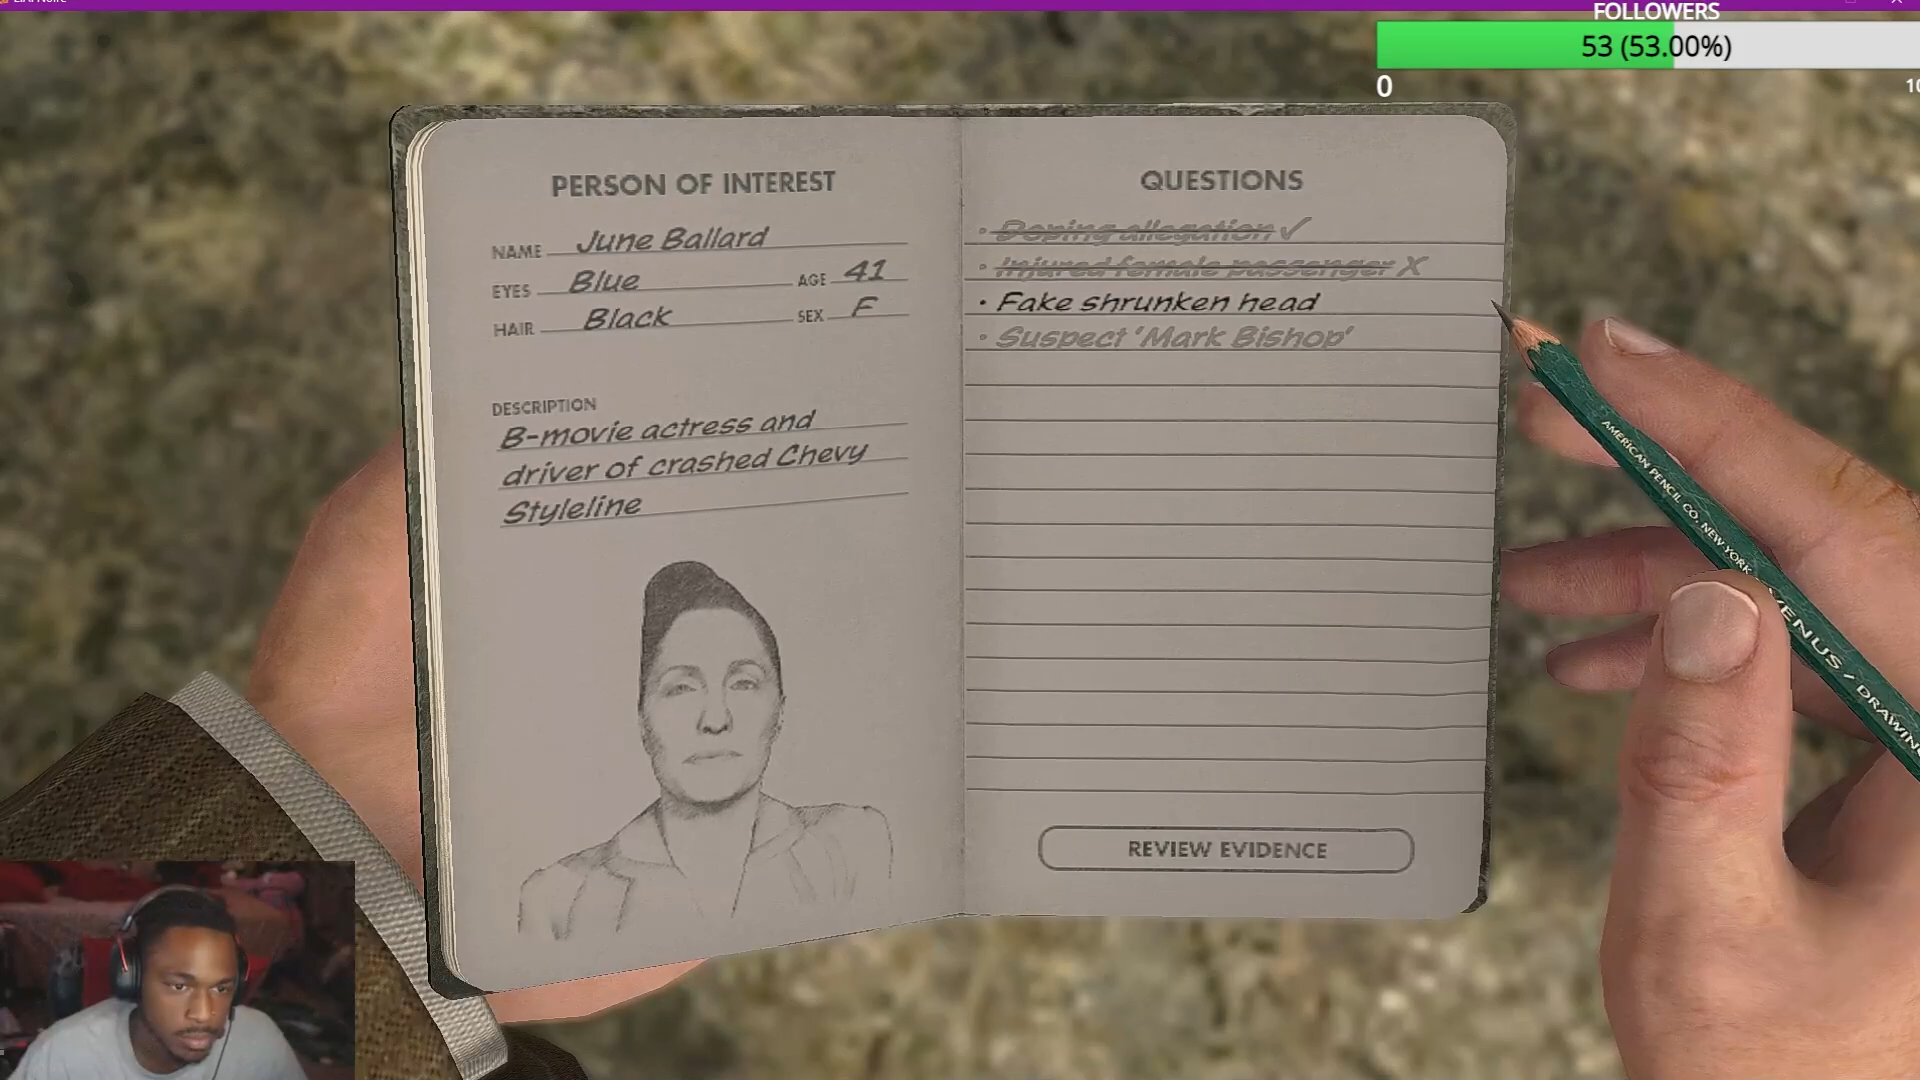 L.A. Noire
FOLLOWERS
53 (53.00%)
0
PERSON OF INTEREST
NAME June Ballard
EYES Blue AGE 41
HAIR Black SEX F
DESCRIPTION
B-movie actress and
driver of crashed Chevy
Styleline
QUESTIONS
· Doping allegation ✓
· Injured female passenger X
· Fake shrunken head
· Suspect 'Mark Bishop'
REVIEW EVIDENCE
AMERICAN PENCIL CO. NEW YORK VENUS / DRAWING